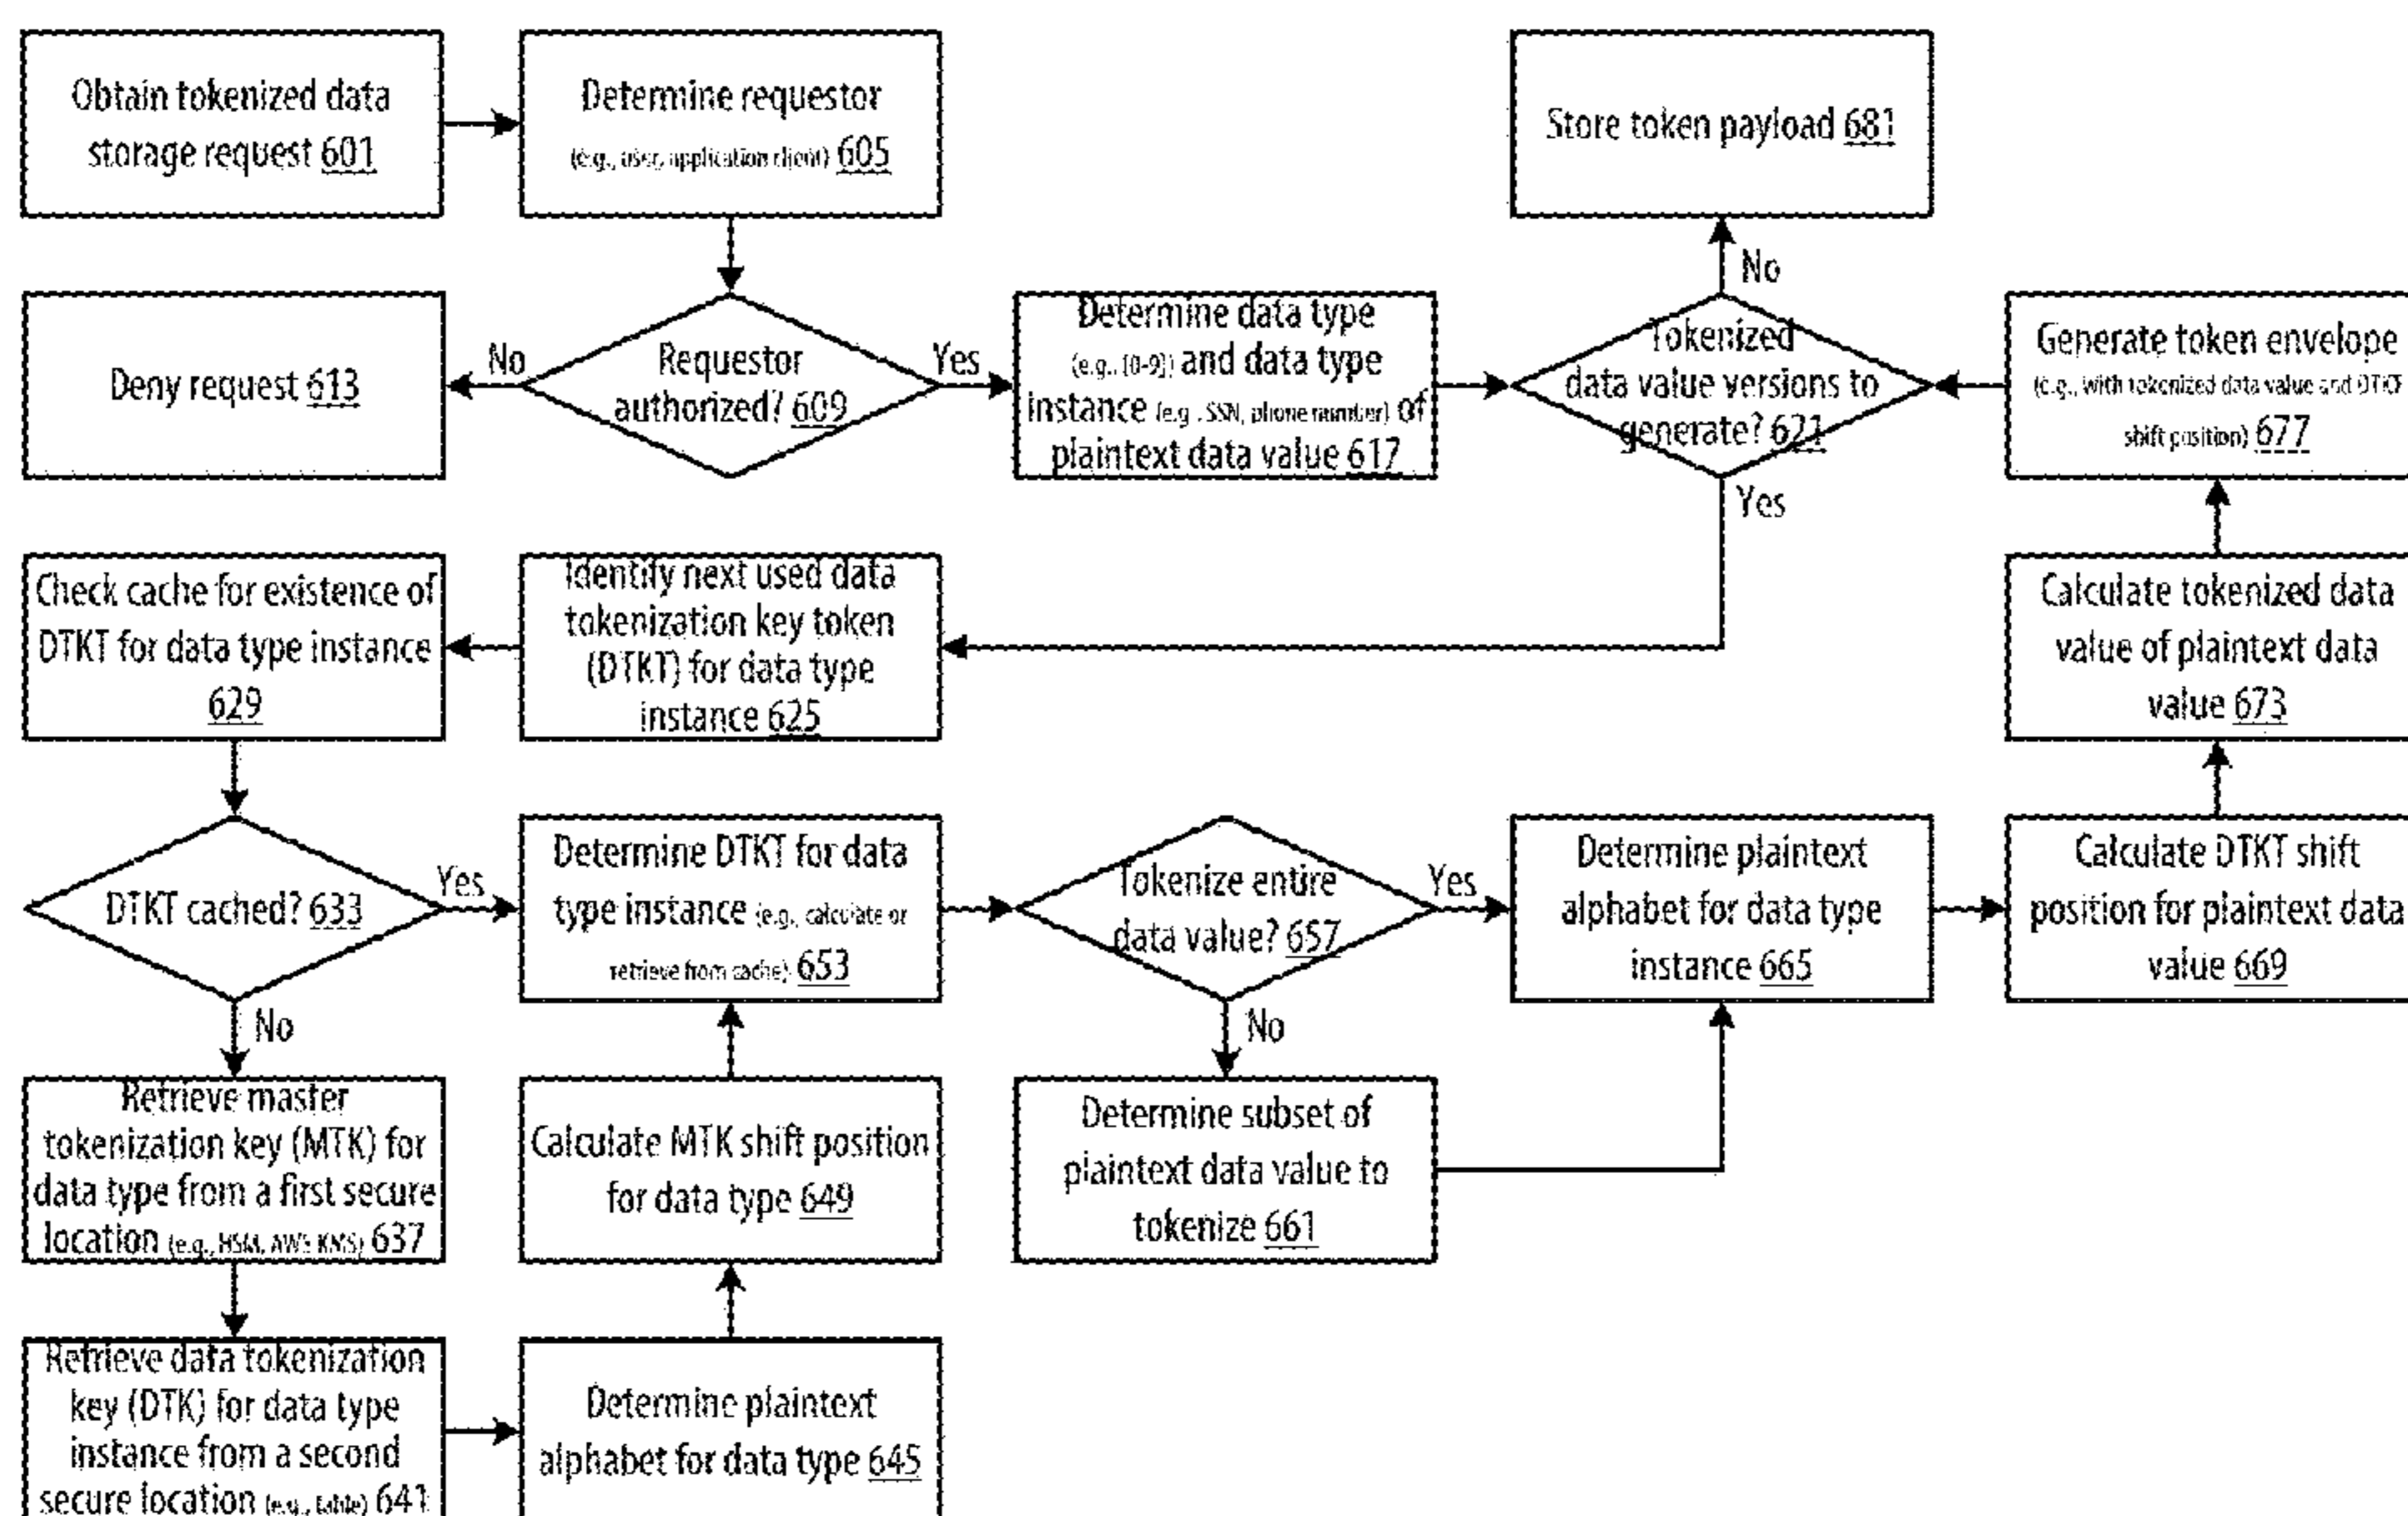 Obtain tokenized data
storage request 601
Determine requestor
(e.g., user, application client) 605
Store token payload 681
Deny request 613
No
Requestor
authorized? 609
Yes
Determine data type
(e.g., [0-9]) and data type
instance (e.g., SSN, phone number) of
plaintext data value 617
No
Tokenized
data value versions to
generate? 621
Yes
Generate token envelope
(e.g., with tokenized data value and DTKT
shift position) 677
Check cache for existence of
DTKT for data type instance
629
Identify next used data
tokenization key token
(DTKT) for data type
instance 625
Calculate tokenized data
value of plaintext data
value 673
DTKT cached? 633
Yes
No
Determine DTKT for data
type instance (e.g., calculate or
retrieve from cache) 653
Tokenize entire
data value? 657
Yes
No
Determine plaintext
alphabet for data type
instance 665
Calculate DTKT shift
position for plaintext data
value 669
Retrieve master
tokenization key (MTK) for
data type from a first secure
location (e.g., HSM, AWS KMS) 637
Calculate MTK shift position
for data type 649
Determine subset of
plaintext data value to
tokenize 661
Retrieve data tokenization
key (DTK) for data type
instance from a second
secure location (e.g., table) 641
Determine plaintext
alphabet for data type 645